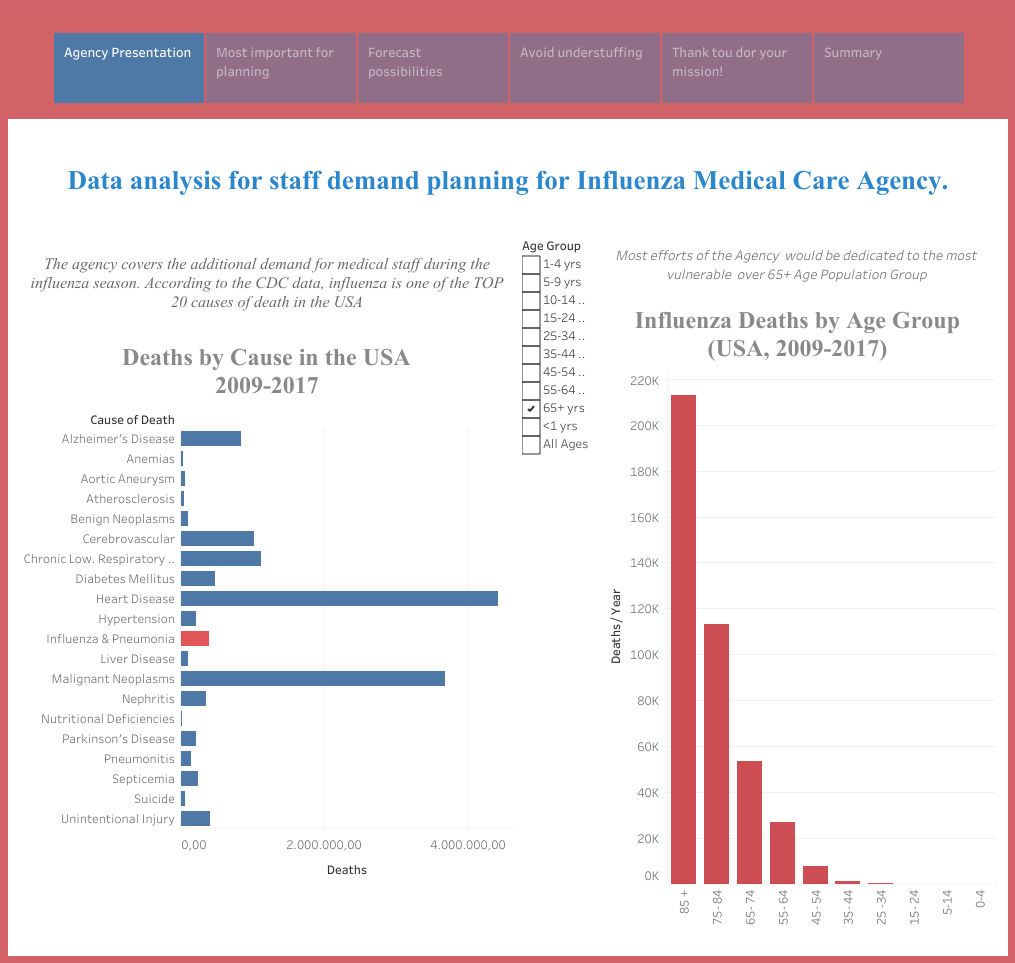 Agency Presentation
Most important for
planning
Forecast
possibilities
Avoid understuffing
Thank tou dor your
mission!
Summary
Data analysis for staff demand planning for Influenza Medical Care Agency.
The agency covers the additional demand for medical staff during the
influenza season. According to the CDC data, influenza is one of the TOP
20 causes of death in the USA
Deaths by Cause in the USA
2009-2017
Cause of Death
Alzheimer's Disease
Anemias
Aortic Aneurysm
Atherosclerosis
Benign Neoplasms
Cerebrovascular
Chronic Low. Respiratory ..
Diabetes Mellitus
Heart Disease
Hypertension
Influenza & Pneumonia
Liver Disease
Malignant Neoplasms
Nephritis
Nutritional Deficiencies
Parkinson's Disease
Pneumonitis
Septicemia
Suicide
Unintentional Injury
0,00
2.000.000,00
4.000.000,00
Deaths
Age Group
1-4 yrs
5-9 yrs
10-14 ..
15-24 ..
25-34 ..
35-44 ..
45-54 ..
55-64 ..
65+ yrs
<1 yrs
All Ages
Most efforts of the Agency would be dedicated to the most
vulnerable over 65+ Age Population Group
Influenza Deaths by Age Group
(USA, 2009-2017)
Deaths / Year
220K
200K
180K
160K
140K
120K
100K
80K
60K
40K
20K
0K
85 +
75- 84
65- 74
55- 64
45- 54
35- 44
25 -34
15- 24
5-14
0-4